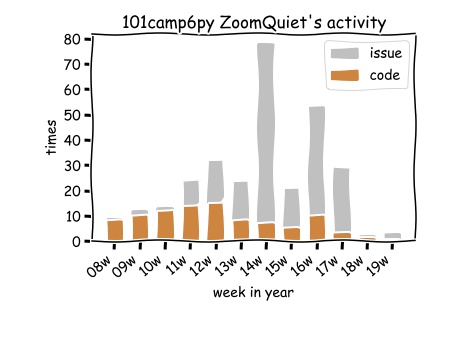 101camp6py ZoomQuiet's activity
80
70
60
50
40
30
20
10
0
times
issue
code
08w 09w 10w 11w 12w 13w 14w 15w 16w 17w 18w 19w
week in year